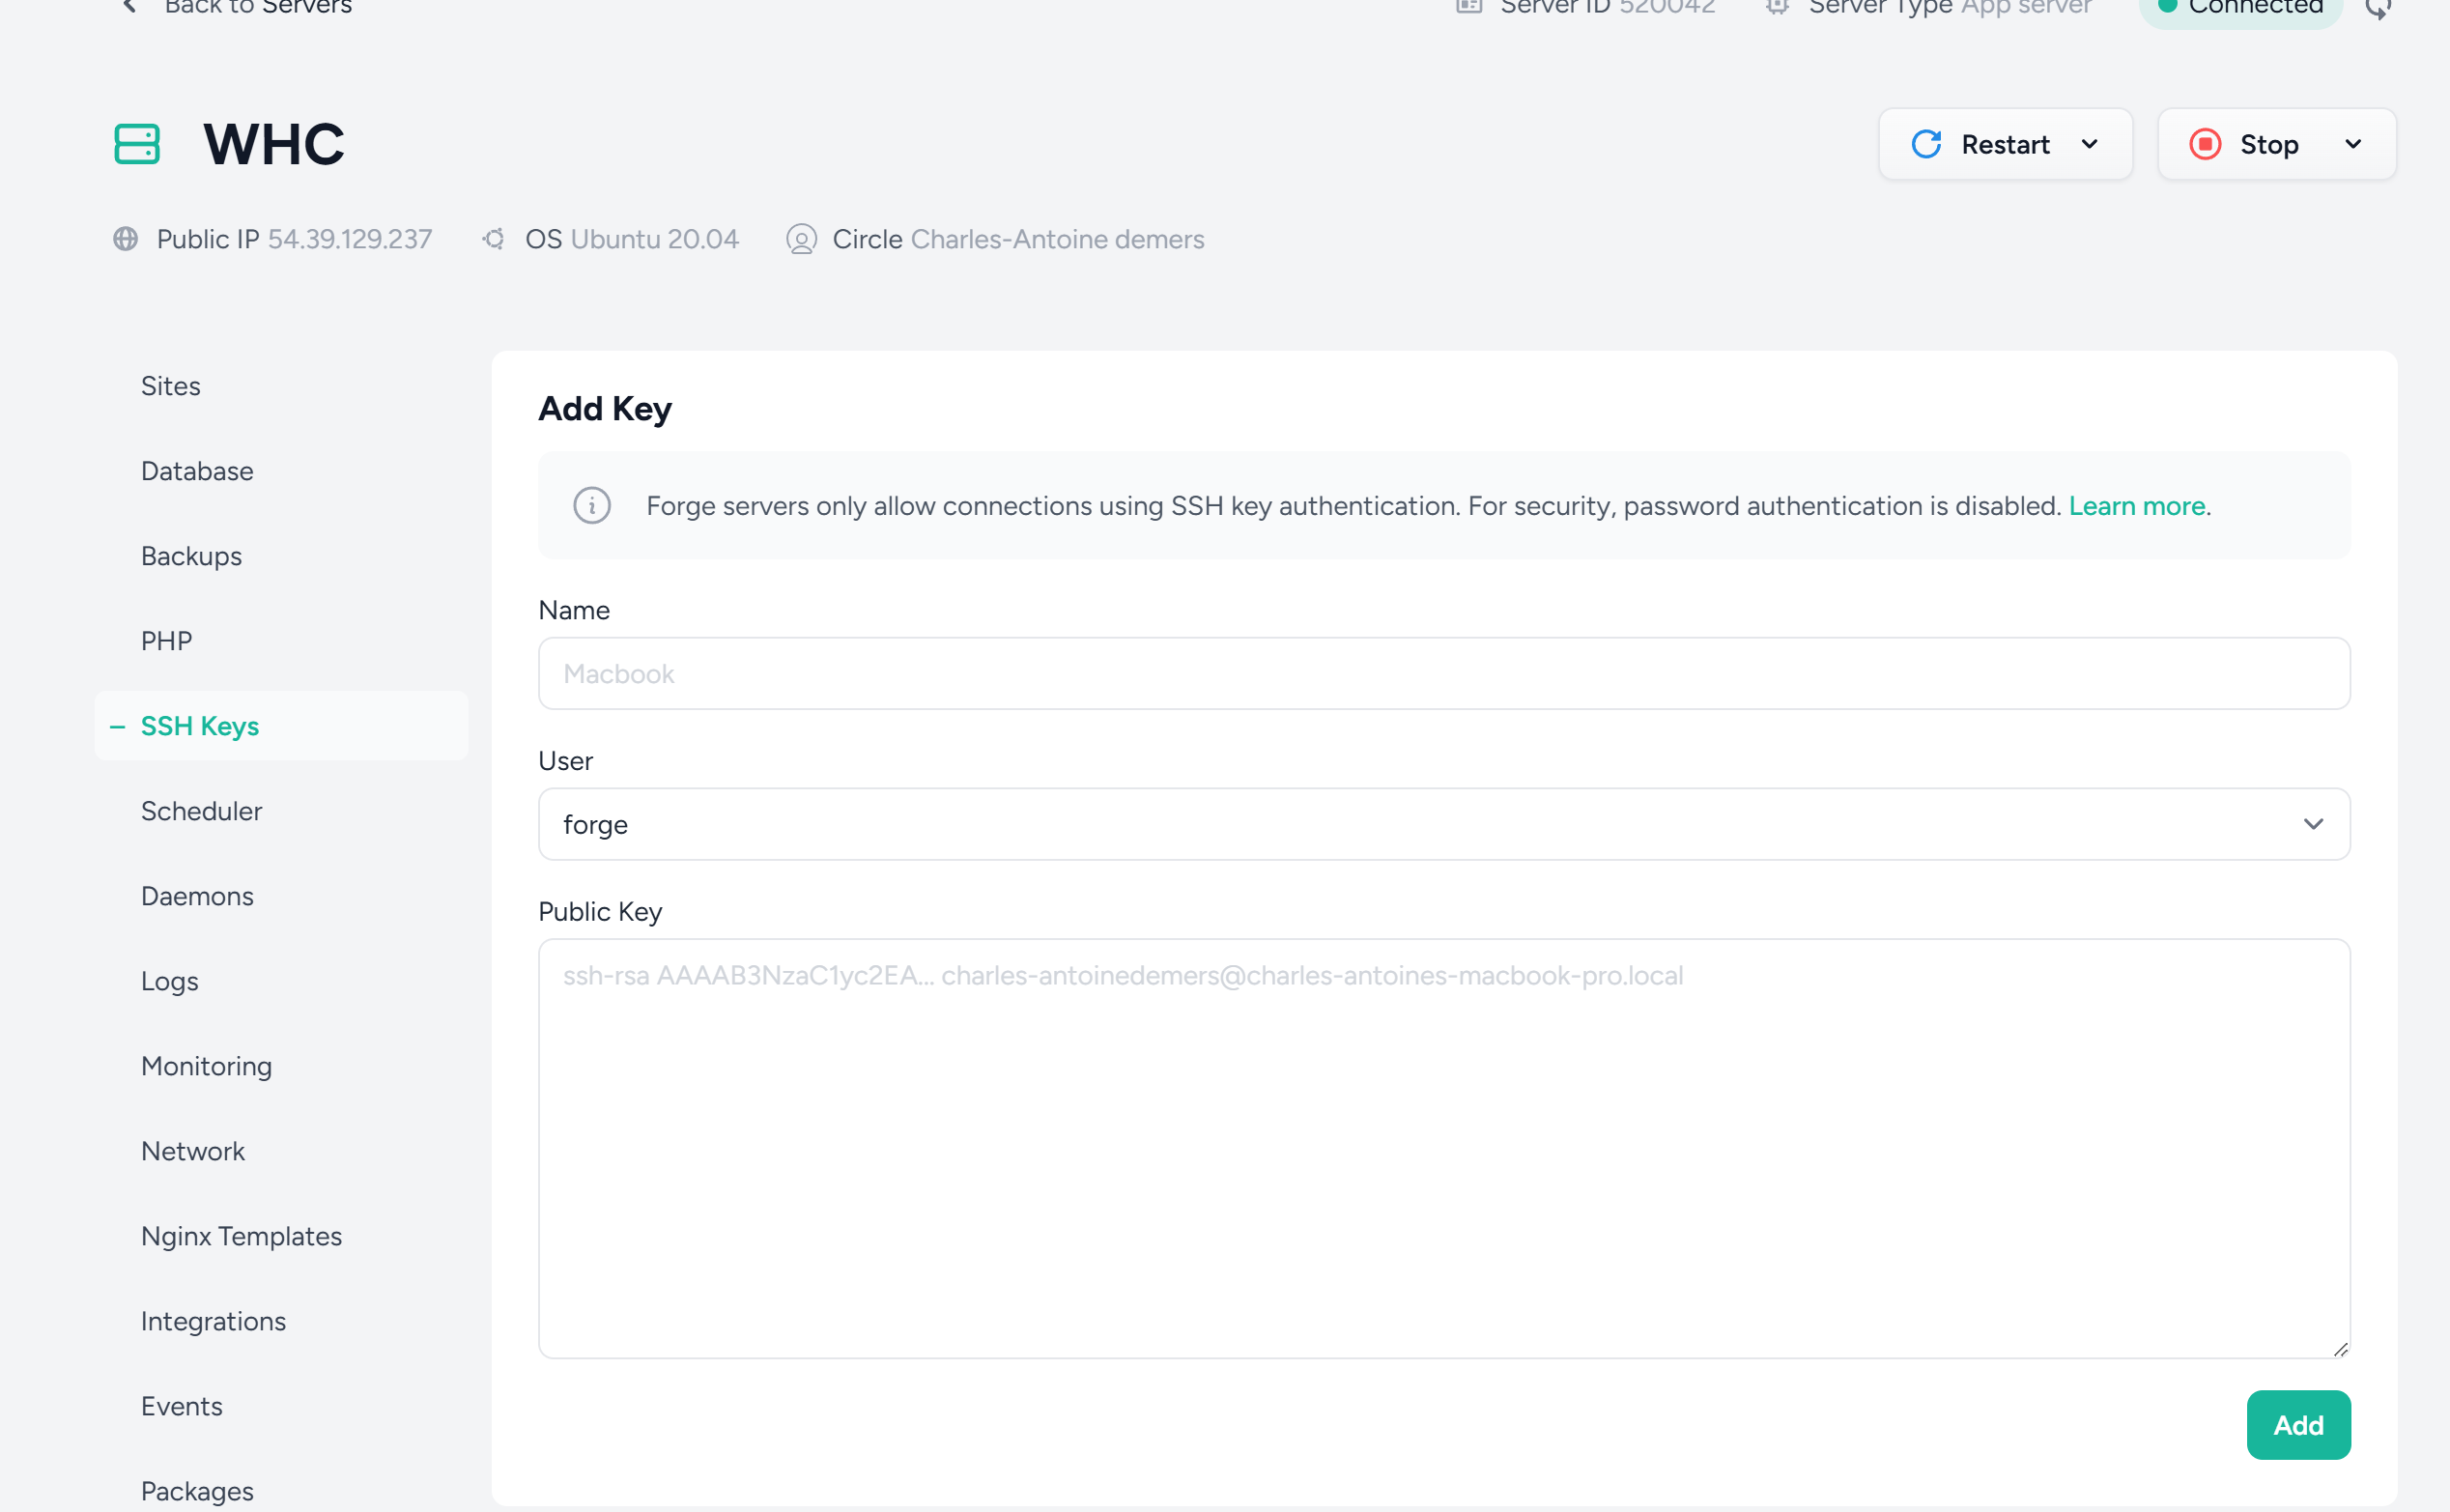 Back to Servers
Server ID 520042
Server Type App server
Connected
WHC
Restart
Stop
Public IP 54.39.129.237
OS Ubuntu 20.04
Circle Charles-Antoine demers
Sites
Database
Backups
PHP
SSH Keys
Scheduler
Daemons
Logs
Monitoring
Network
Nginx Templates
Integrations
Events
Packages
Add Key
Forge servers only allow connections using SSH key authentication. For security, password authentication is disabled. Learn more.
Name
Macbook
User
forge
Public Key
ssh-rsa AAAAB3NzaC1yc2EA... charles-antoinedemers@charles-antoines-macbook-pro.local
Add